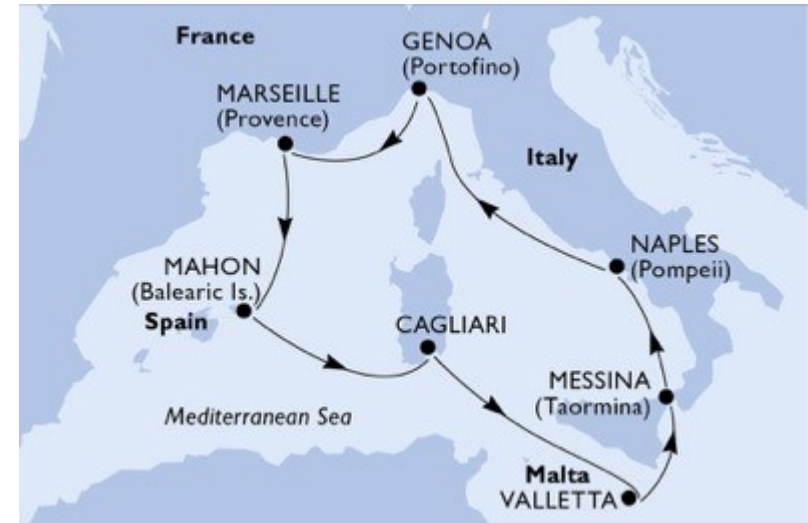 France
GENOA
(Portofino)
MARSEILLE
(Provence)
Italy
NAPLES
(Pompeii)
MAHON
(Balearic Is.)
Spain
CAGLIARI
MESSINA
(Taormina)
Mediterranean Sea
Malta
VALLETTA